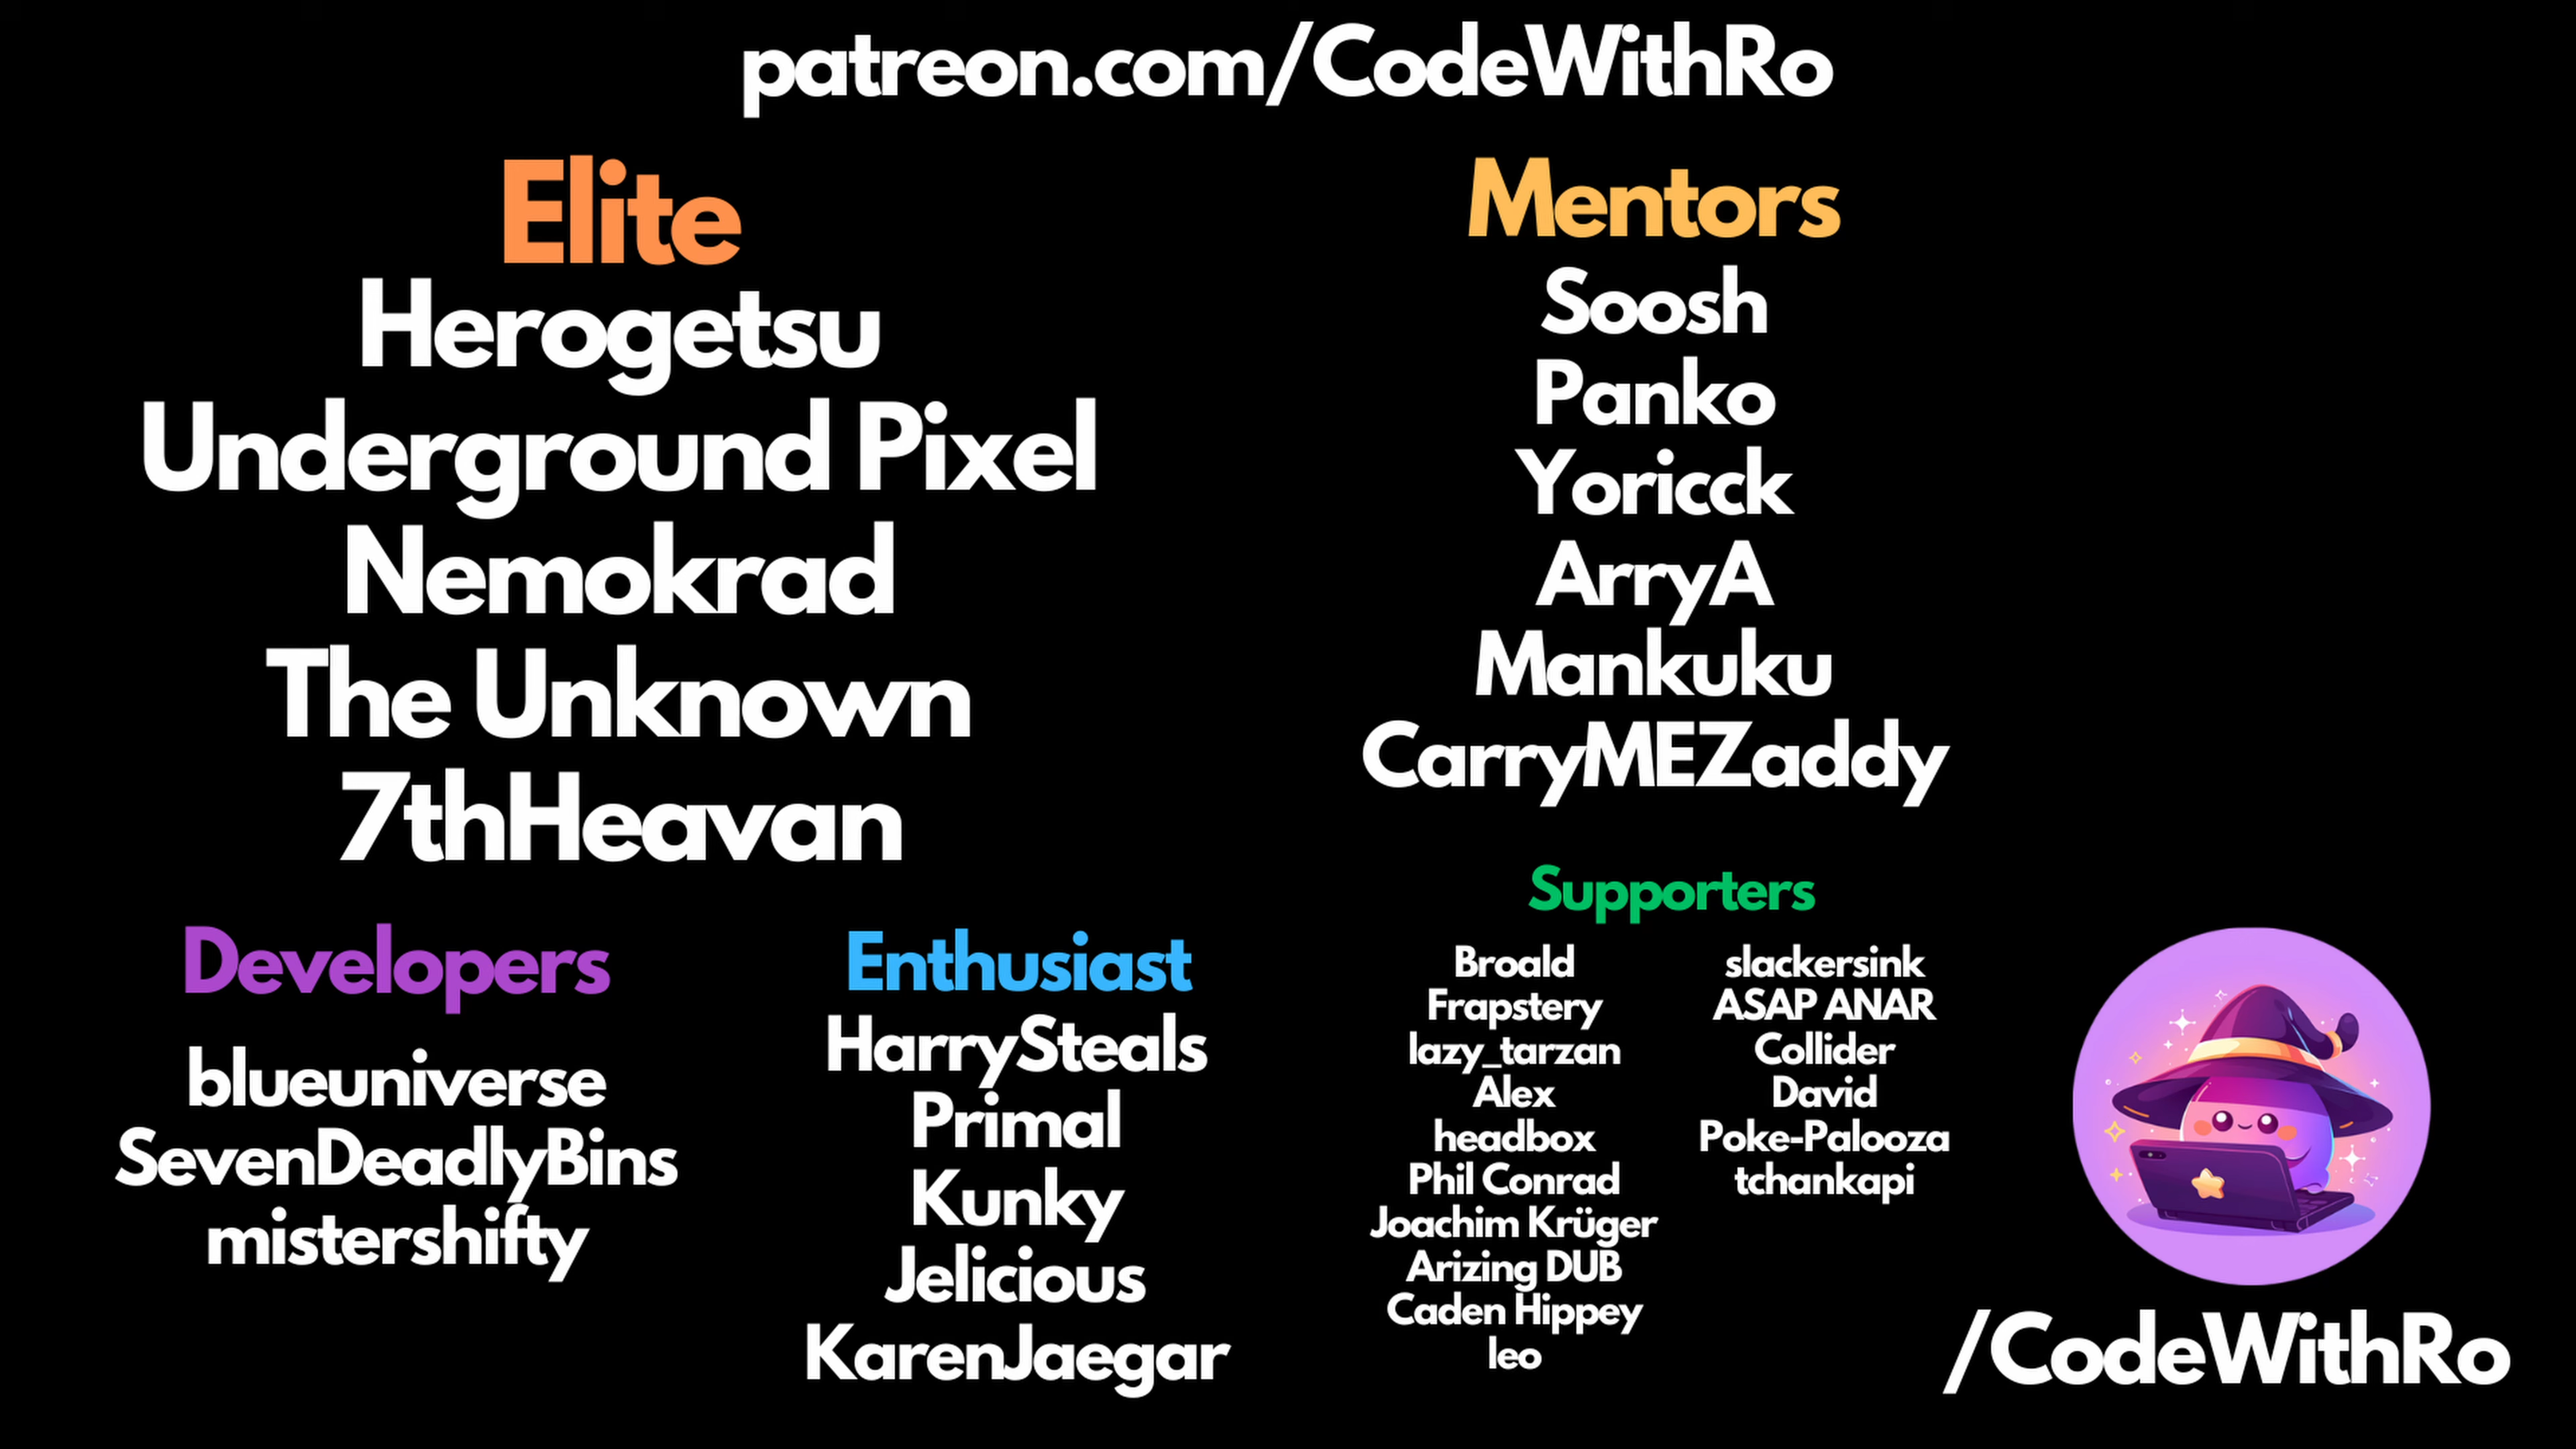 patreon.com/CodeWithRo
Elite
Herogetsu
Underground Pixel
Nemokrad
The Unknown
7thHeavan
Mentors
Soosh
Panko
Yoricck
ArryA
Mankuku
CarryMEZaddy
Developers
blueuniverse
SevenDeadlyBins
mistershifty
Enthusiast
HarrySteals
Primal
Kunky
Jelicious
KarenJaegar
Supporters
Broald
Frapstery
lazy_tarzan
Alex
headbox
Phil Conrad
Joachim Krüger
Arizing DUB
Caden Hippey
leo
slackersink
ASAP ANAR
Collider
David
Poke-Palooza
tchankapi
/CodeWithRo